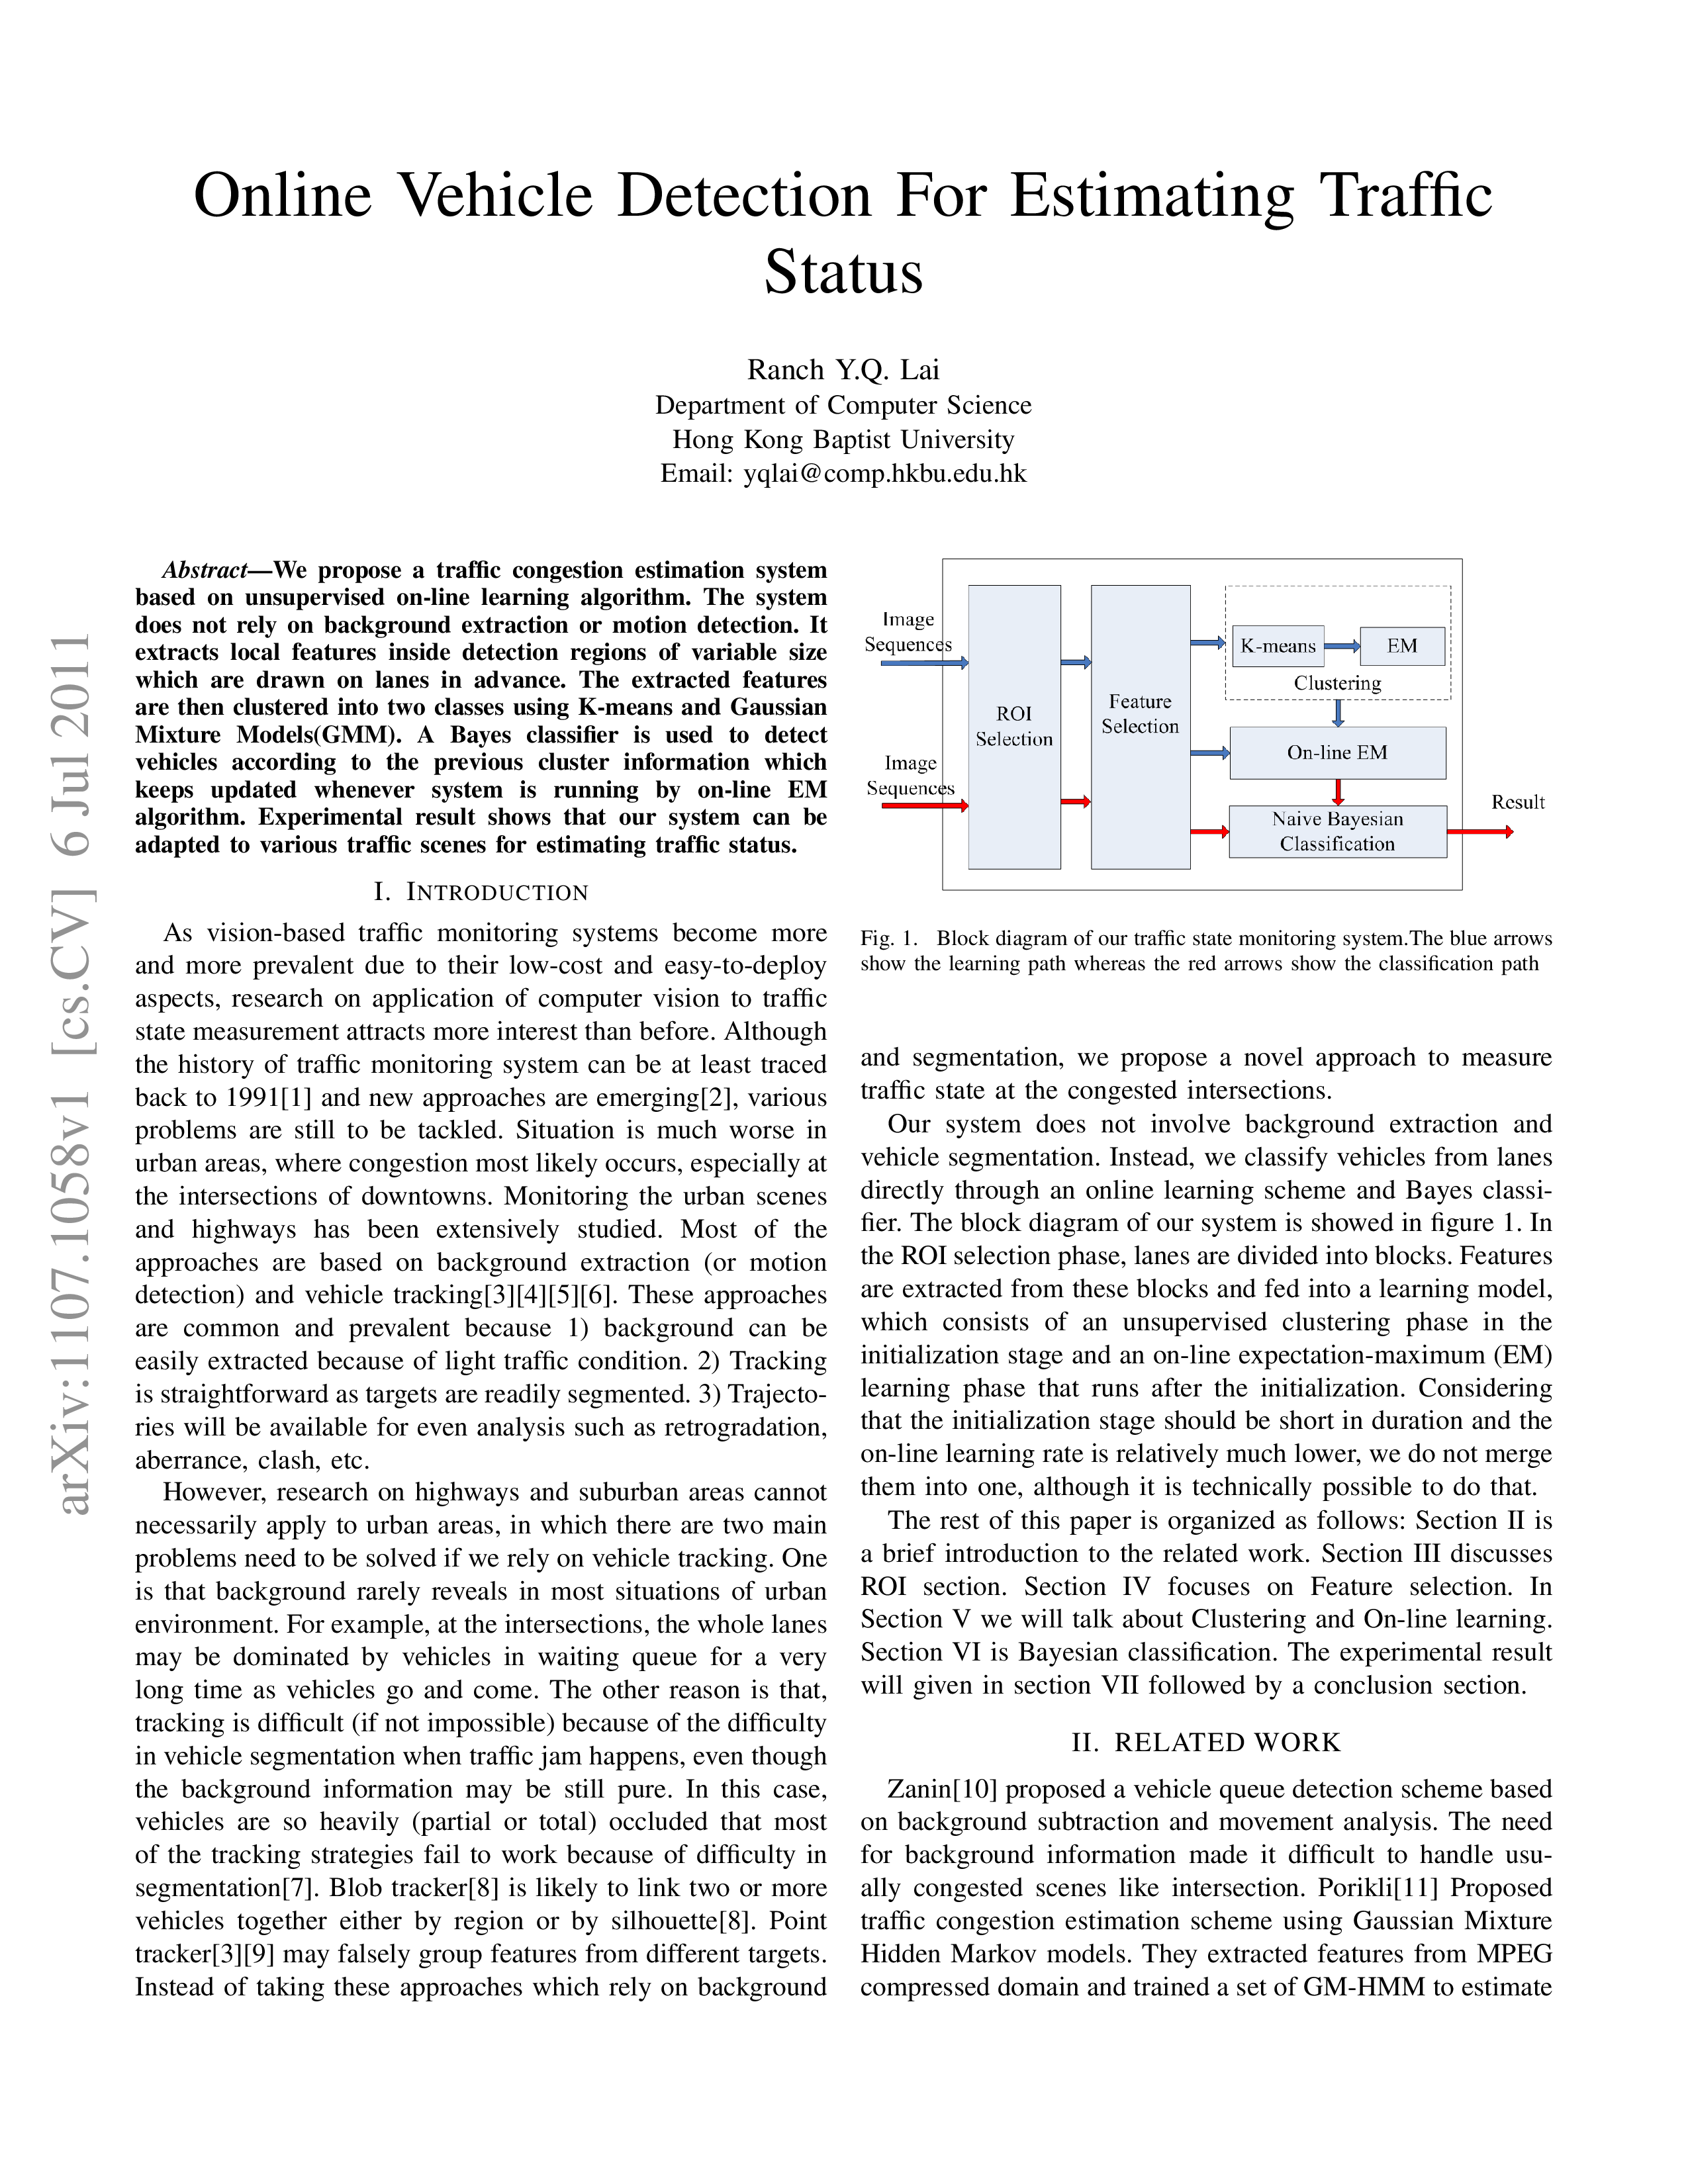 Online Vehicle Detection For Estimating Traffic
Status
Ranch Y.Q. Lai
Department of Computer Science
Hong Kong Baptist University
Email: yqlai@comp.hkbu.edu.hk
arXiv:1107.1058v1 [cs.CV] 6 Jul 2011
Abstract—We propose a traffic congestion estimation system
based on unsupervised on-line learning algorithm. The system
does not rely on background extraction or motion detection. It
extracts local features inside detection regions of variable size
which are drawn on lanes in advance. The extracted features
are then clustered into two classes using K-means and Gaussian
Mixture Models(GMM). A Bayes classifier is used to detect
vehicles according to the previous cluster information which
keeps updated whenever system is running by on-line EM
algorithm. Experimental result shows that our system can be
adapted to various traffic scenes for estimating traffic status.
I. INTRODUCTION
As vision-based traffic monitoring systems become more
and more prevalent due to their low-cost and easy-to-deploy
aspects, research on application of computer vision to traffic
state measurement attracts more interest than before. Although
the history of traffic monitoring system can be at least traced
back to 1991[1] and new approaches are emerging[2], various
problems are still to be tackled. Situation is much worse in
urban areas, where congestion most likely occurs, especially at
the intersections of downtowns. Monitoring the urban scenes
and highways has been extensively studied. Most of the
approaches are based on background extraction (or motion
detection) and vehicle tracking[3][4][5][6]. These approaches
are common and prevalent because 1) background can be
easily extracted because of light traffic condition. 2) Tracking
is straightforward as targets are readily segmented. 3) Trajecto-
ries will be available for even analysis such as retrogradation,
aberrance, clash, etc.
However, research on highways and suburban areas cannot
necessarily apply to urban areas, in which there are two main
problems need to be solved if we rely on vehicle tracking. One
is that background rarely reveals in most situations of urban
environment. For example, at the intersections, the whole lanes
may be dominated by vehicles in waiting queue for a very
long time as vehicles go and come. The other reason is that,
tracking is difficult (if not impossible) because of the difficulty
in vehicle segmentation when traffic jam happens, even though
the background information may be still pure. In this case,
vehicles are so heavily (partial or total) occluded that most
of the tracking strategies fail to work because of difficulty in
segmentation[7]. Blob tracker[8] is likely to link two or more
vehicles together either by region or by silhouette[8]. Point
tracker[3][9] may falsely group features from different targets.
Instead of taking these approaches which rely on background
Image
Sequences
Image
Sequences
ROI
Selection
Feature
Selection
K-means
EM
Clustering
On-line EM
Naive Bayesian
Classification
Result
Fig. 1. Block diagram of our traffic state monitoring system.The blue arrows
show the learning path whereas the red arrows show the classification path
and segmentation, we propose a novel approach to measure
traffic state at the congested intersections.
Our system does not involve background extraction and
vehicle segmentation. Instead, we classify vehicles from lanes
directly through an online learning scheme and Bayes classi-
fier. The block diagram of our system is showed in figure 1. In
the ROI selection phase, lanes are divided into blocks. Features
are extracted from these blocks and fed into a learning model,
which consists of an unsupervised clustering phase in the
initialization stage and an on-line expectation-maximum (EM)
learning phase that runs after the initialization. Considering
that the initialization stage should be short in duration and the
on-line learning rate is relatively much lower, we do not merge
them into one, although it is technically possible to do that.
The rest of this paper is organized as follows: Section II is
a brief introduction to the related work. Section III discusses
ROI section. Section IV focuses on Feature selection. In
Section V we will talk about Clustering and On-line learning.
Section VI is Bayesian classification. The experimental result
will given in section VII followed by a conclusion section.
II. RELATED WORK
Zanin[10] proposed a vehicle queue detection scheme based
on background subtraction and movement analysis. The need
for background information made it difficult to handle usu-
ally congested scenes like intersection. Porikli[11] Proposed
traffic congestion estimation scheme using Gaussian Mixture
Hidden Markov models. They extracted features from MPEG
compressed domain and trained a set of GM-HMM to estimate